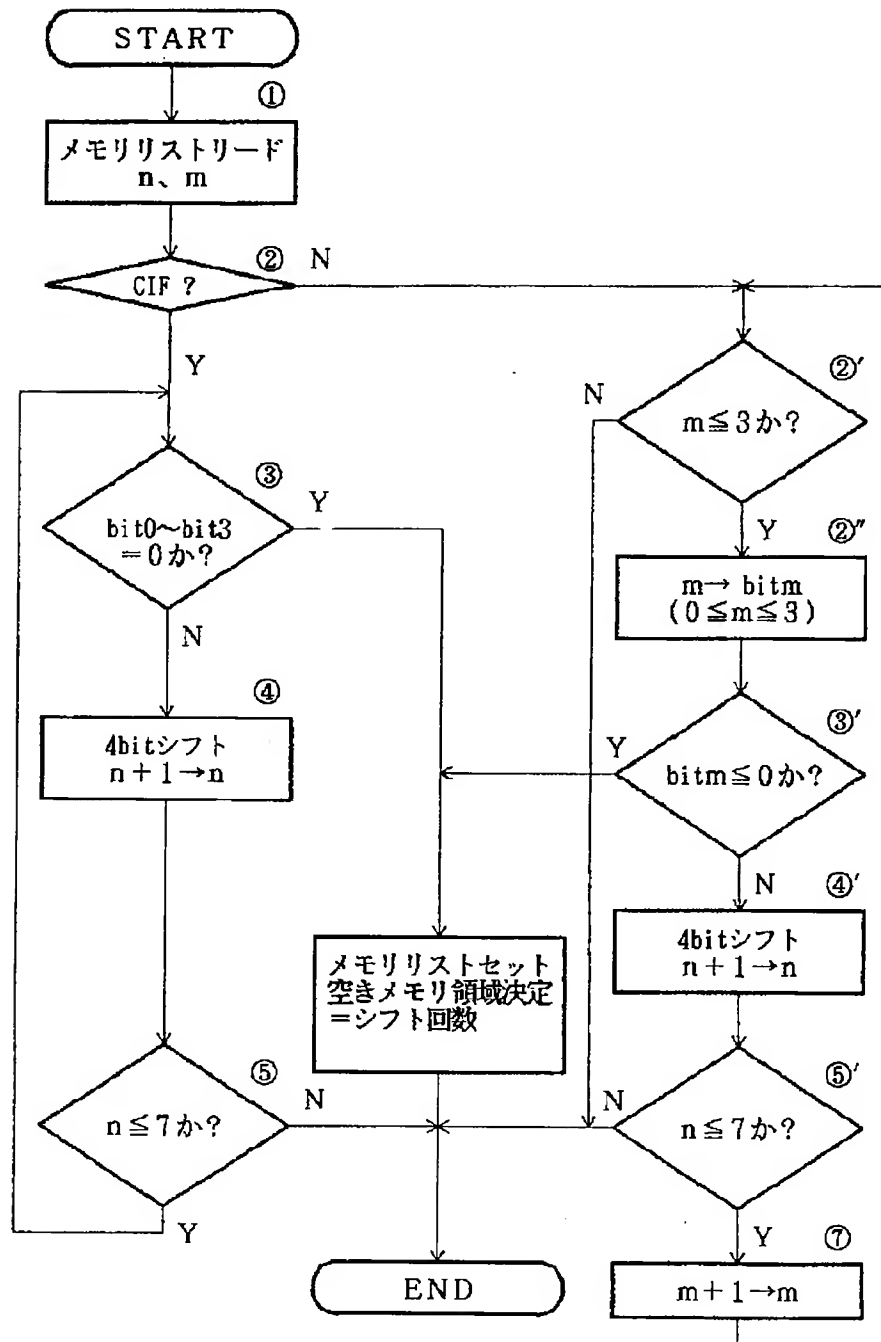 START
①
メモリリストリード
n、m
②
N
CIF ?
Y
③
Y
bit0～bit3
=0か?
N
④
4bitシフト
n+1→n
⑤
N
n≦7か?
Y
メモリリストセット
空きメモリ領域決定
=シフト回数
END
②′
N
m≦3か?
Y
②″
m→ bitm
(0≦m≦3)
③′
Y
bitm≦0か?
N
④′
4bitシフト
n+1→n
⑤′
N
n≦7か?
Y
⑦
m+1→m